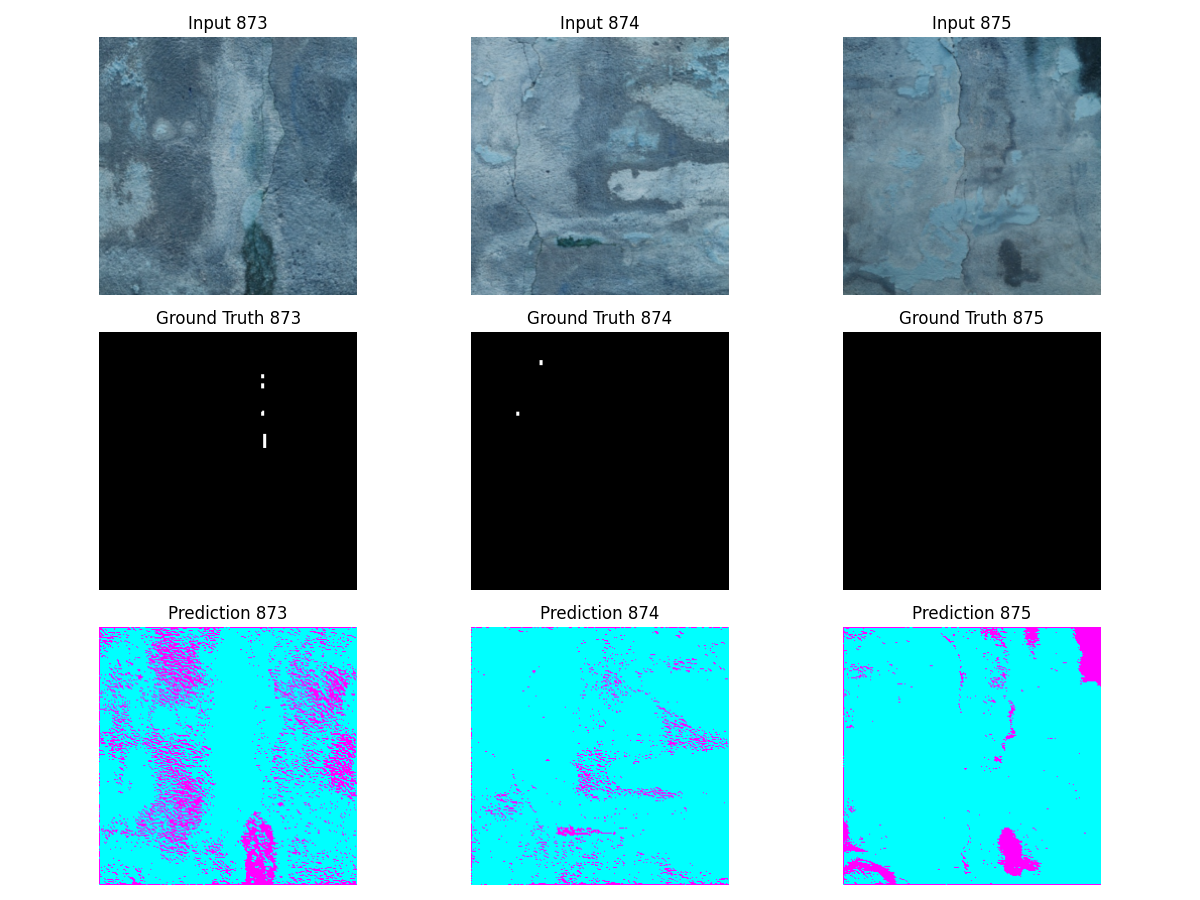 Input 873
Input 874
Input 875
Ground Truth 873
Ground Truth 874
Ground Truth 875
Prediction 873
Prediction 874
Prediction 875